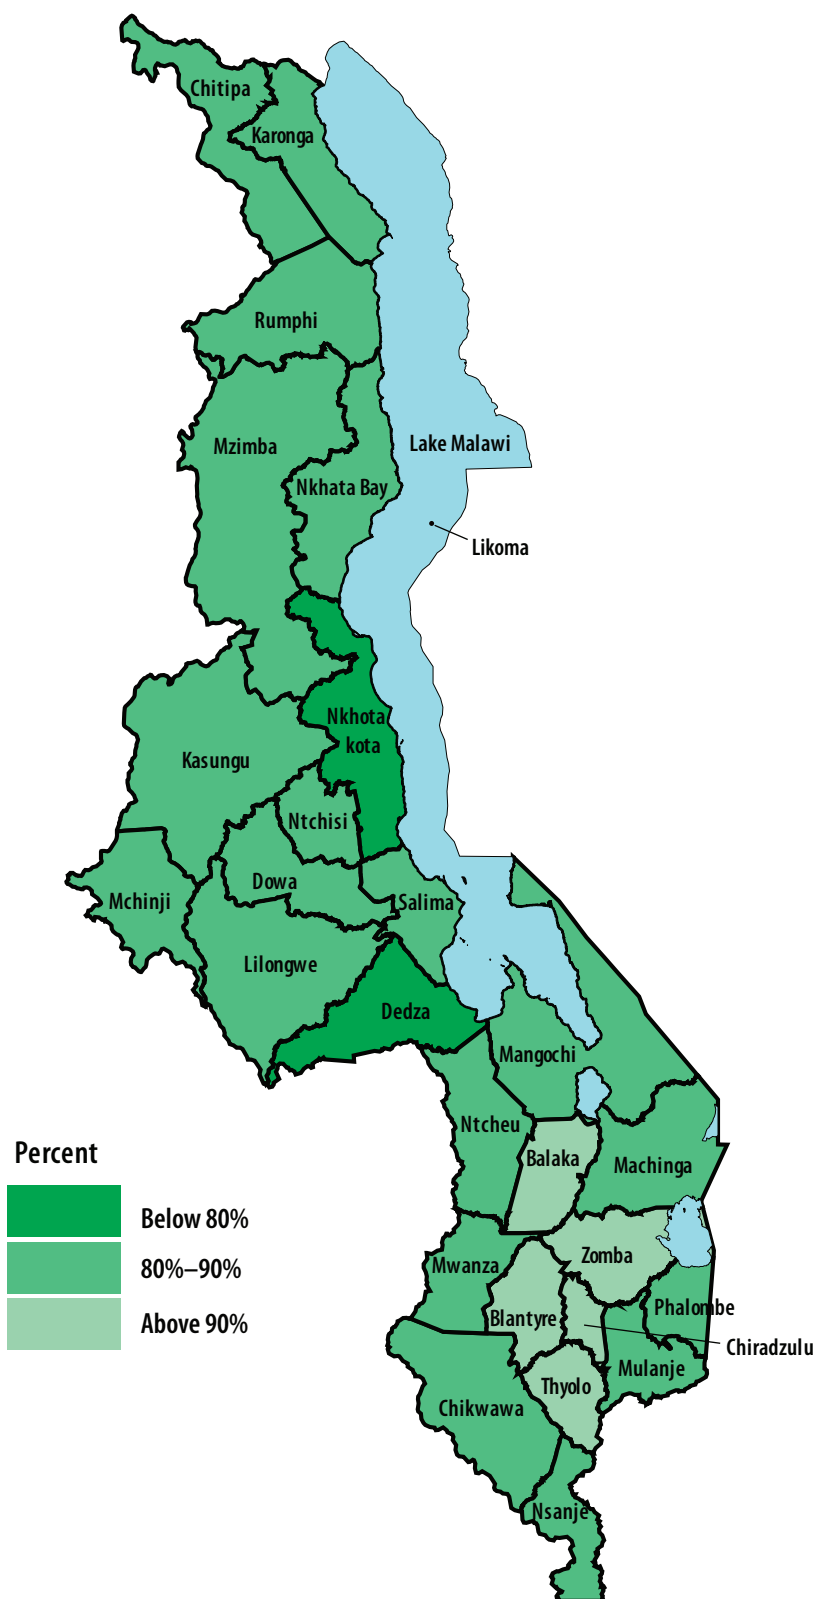 Chitipa
Karonga
Rumphi
Mzimba
Lake Malawi
Nkhata Bay
Likoma
Nkhota
kota
Kasungu
Ntchisi
Dowa
Mchinji
Salima
Lilongwe
Dedza
Mangochi
Ntcheu
Balaka
Machinga
Percent
Below 80%
80%–90%
Above 90%
Zomba
Mwanza
Phalombe
Blantyre
Chiradzulu
Mulanje
Thyolo
Chikwawa
Nsanje